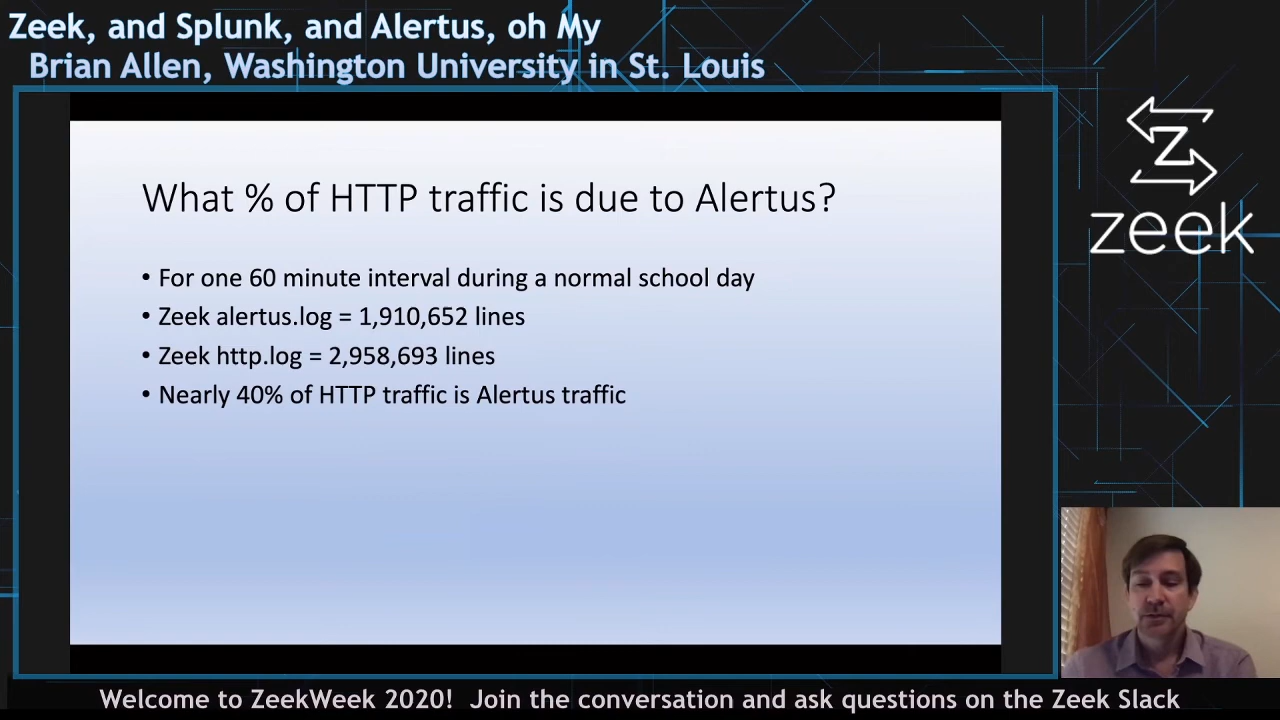 Zeek, and Splunk, and Alertus, oh My
Brian Allen, Washington University in St. Louis
What % of HTTP traffic is due to Alertus?
• For one 60 minute interval during a normal school day
• Zeek alertus.log = 1,910,652 lines
• Zeek http.log = 2,958,693 lines
• Nearly 40% of HTTP traffic is Alertus traffic
Z
zeek
Welcome to ZeekWeek 2020! Join the conversation and ask questions on the Zeek Slack